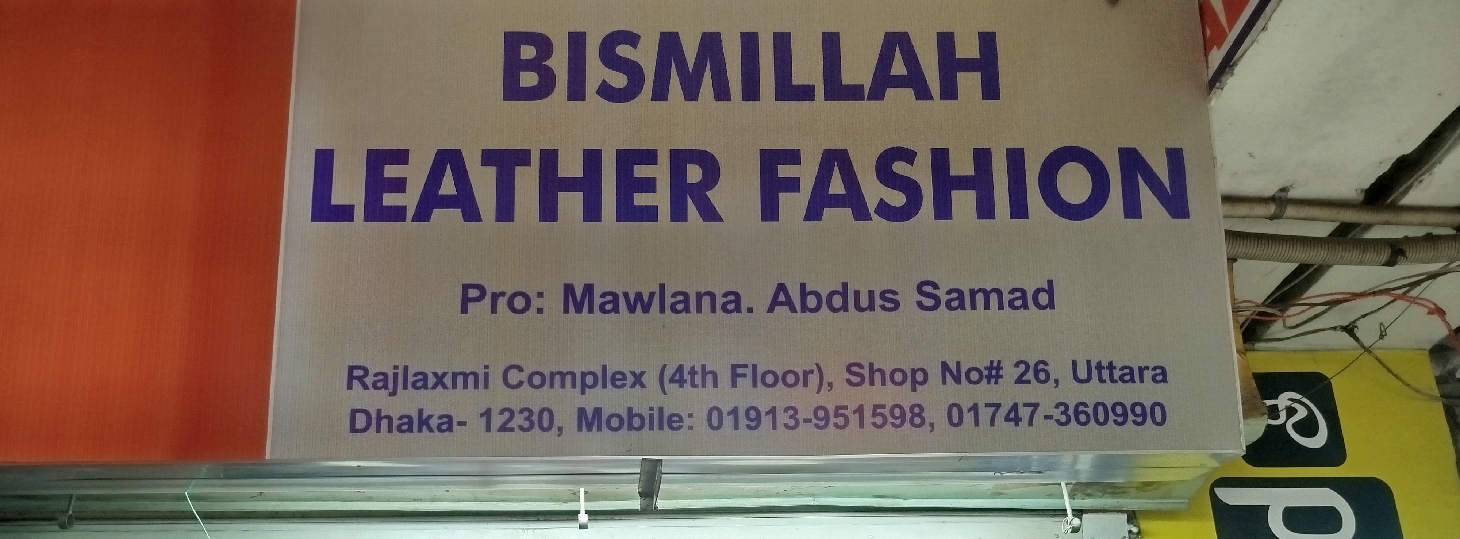 BISMILLAH
LEATHER FASHION
Pro: Mawlana. Abdus Samad
Rajlaxmi Complex (4th Floor), Shop No# 26, Uttara
Dhaka- 1230, Mobile: 01913-951598, 01747-360990